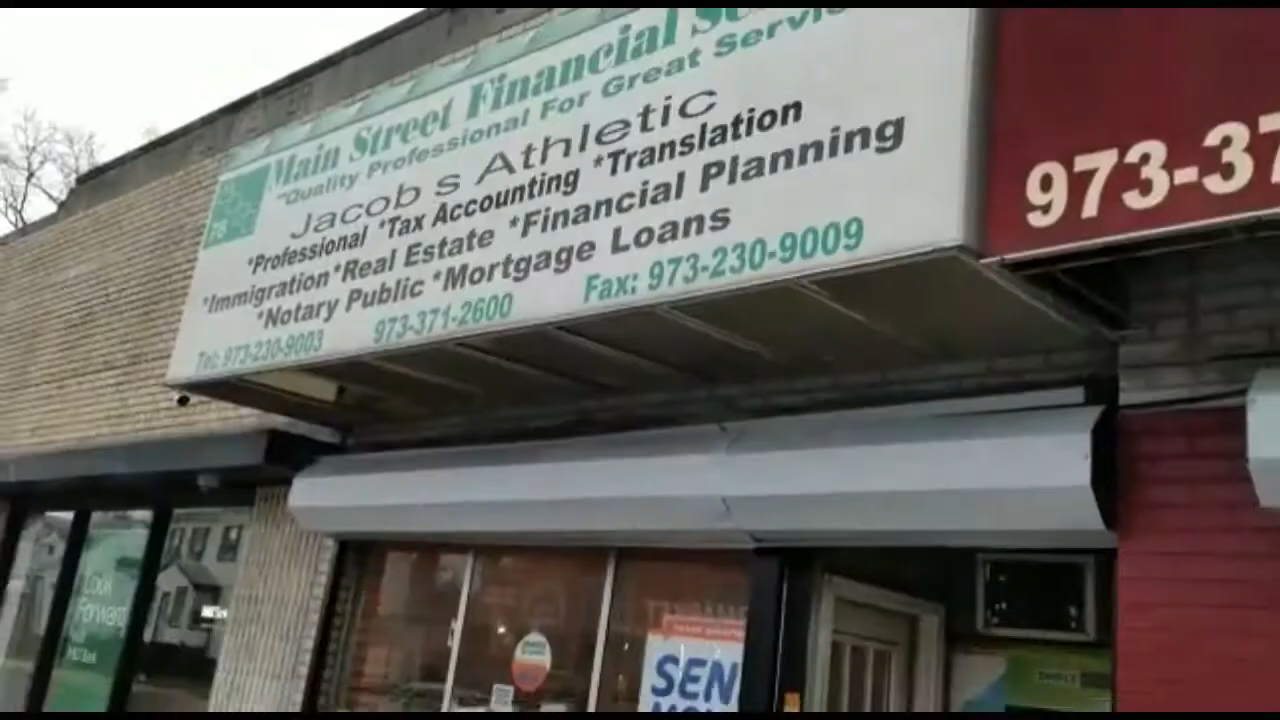 Main Street Financial
"Quality Professional For Great
Jacob s Athletic
*Professional *Tax Accounting *Translation
*Immigration *Real Estate *Financial Planning
*Notary Public *Mortgage Loans
Tel: 973-230-9003 973-371-2600 Fax: 973-230-9009
78
973-37
Look
Forward
SEN